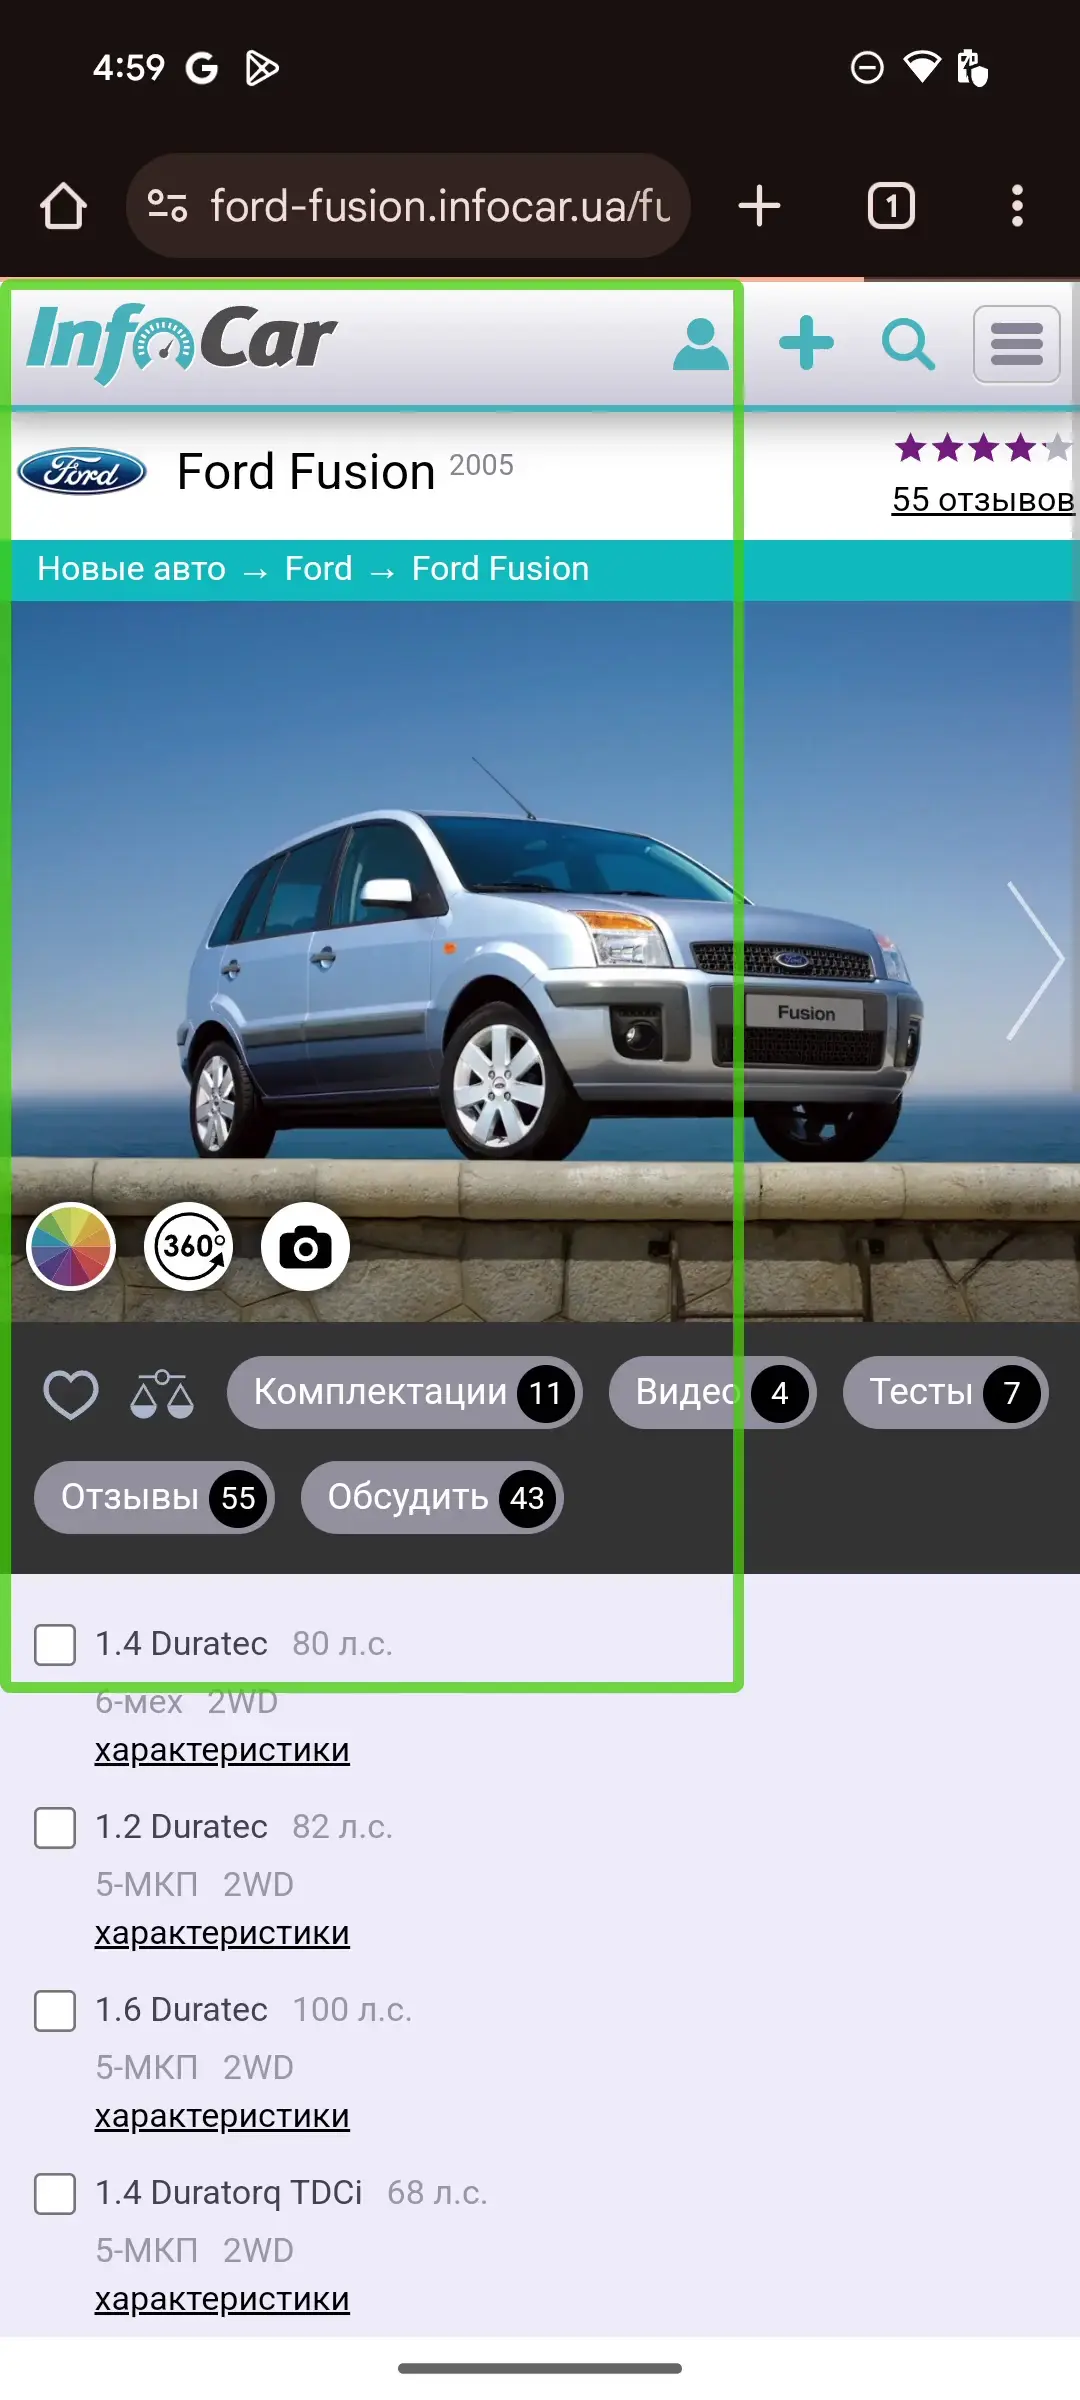 4:59
ford-fusion.infocar.ua/fu
1
InfoCar
Ford
Ford Fusion 2005
55 отзывов
Новые авто → Ford → Ford Fusion
Ford
Fusion
360°
Комплектации 11
Видео 4
Тесты 7
Отзывы 55
Обсудить 43
1.4 Duratec 80 л.с.
6-мех 2WD
характеристики
1.2 Duratec 82 л.с.
5-МКП 2WD
характеристики
1.6 Duratec 100 л.с.
5-МКП 2WD
характеристики
1.4 Duratorq TDCi 68 л.с.
5-МКП 2WD
характеристики